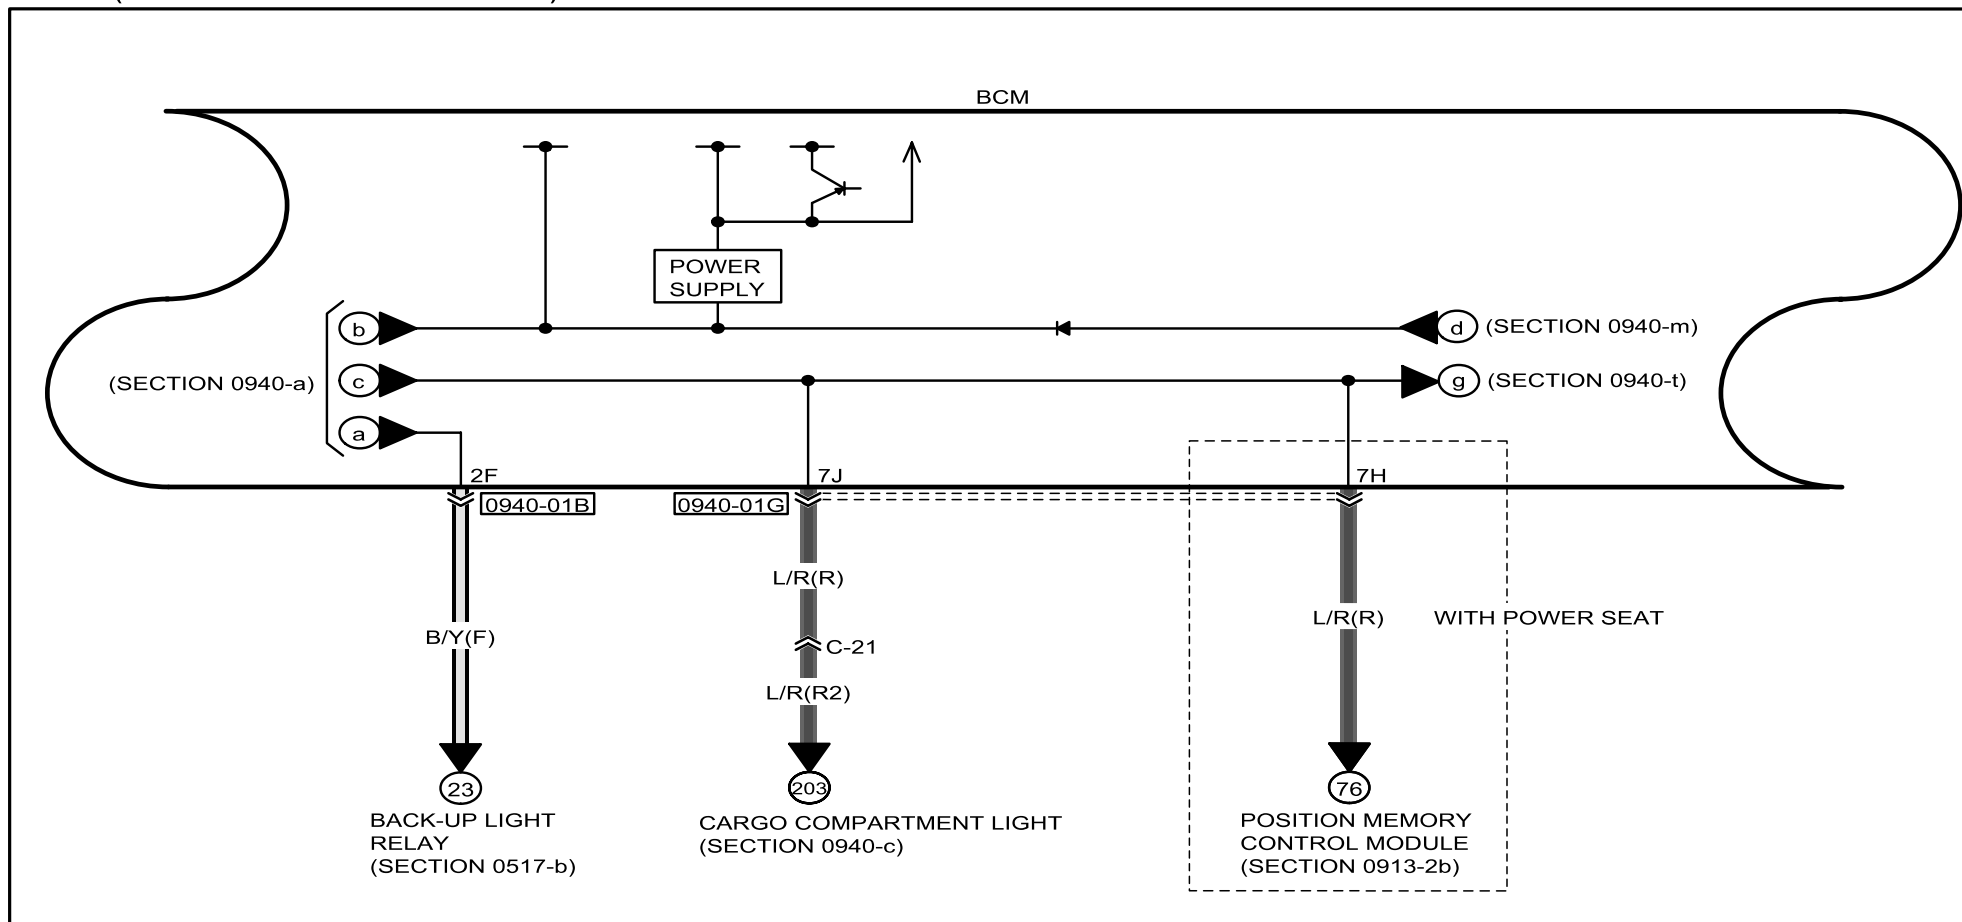 BCM
POWER
SUPPLY
b
d
(SECTION 0940-m)
(SECTION 0940-a)
c
g
(SECTION 0940-t)
a
2F
7J
7H
0940-01B
0940-01G
L/R(R)
L/R(R)
WITH POWER SEAT
B/Y(F)
C-21
L/R(R2)
23
203
76
BACK-UP LIGHT
RELAY
(SECTION 0517-b)
CARGO COMPARTMENT LIGHT
(SECTION 0940-c)
POSITION MEMORY
CONTROL MODULE
(SECTION 0913-2b)